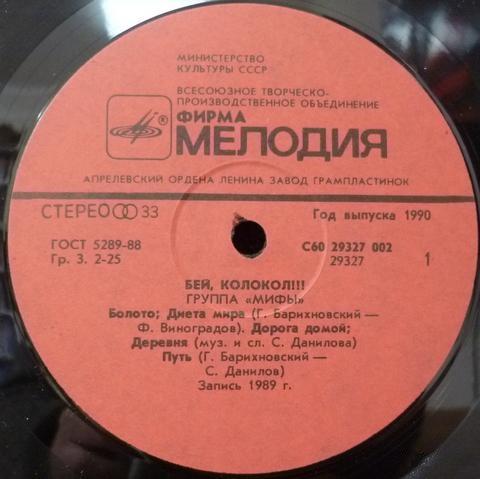 МИНИСТЕРСТВО
КУЛЬТУРЫ СССР
ВСЕСОЮЗНОЕ ТВОРЧЕСКО-
ПРОИЗВОДСТВЕННОЕ ОБЪЕДИНЕНИЕ
®
ФИРМА
МЕЛОДИЯ
АПРЕЛЕВСКИЙ ОРДЕНА ЛЕНИНА ЗАВОД ГРАМПЛАСТИНОК
СТЕРЕО 33
Год выпуска 1990
ГОСТ 5289-88
С60 29327 002
Гр. 3. 2-25
29327
1
БЕЙ, КОЛОКОЛ!!!
ГРУППА «МИФЫ»
Болото; Диета мира (Г. Барихновский —
Ф. Виноградов). Дорога домой;
Деревня (муз. и сл. С. Данилова)
Путь (Г. Барихновский —
С. Данилов)
Запись 1989 г.